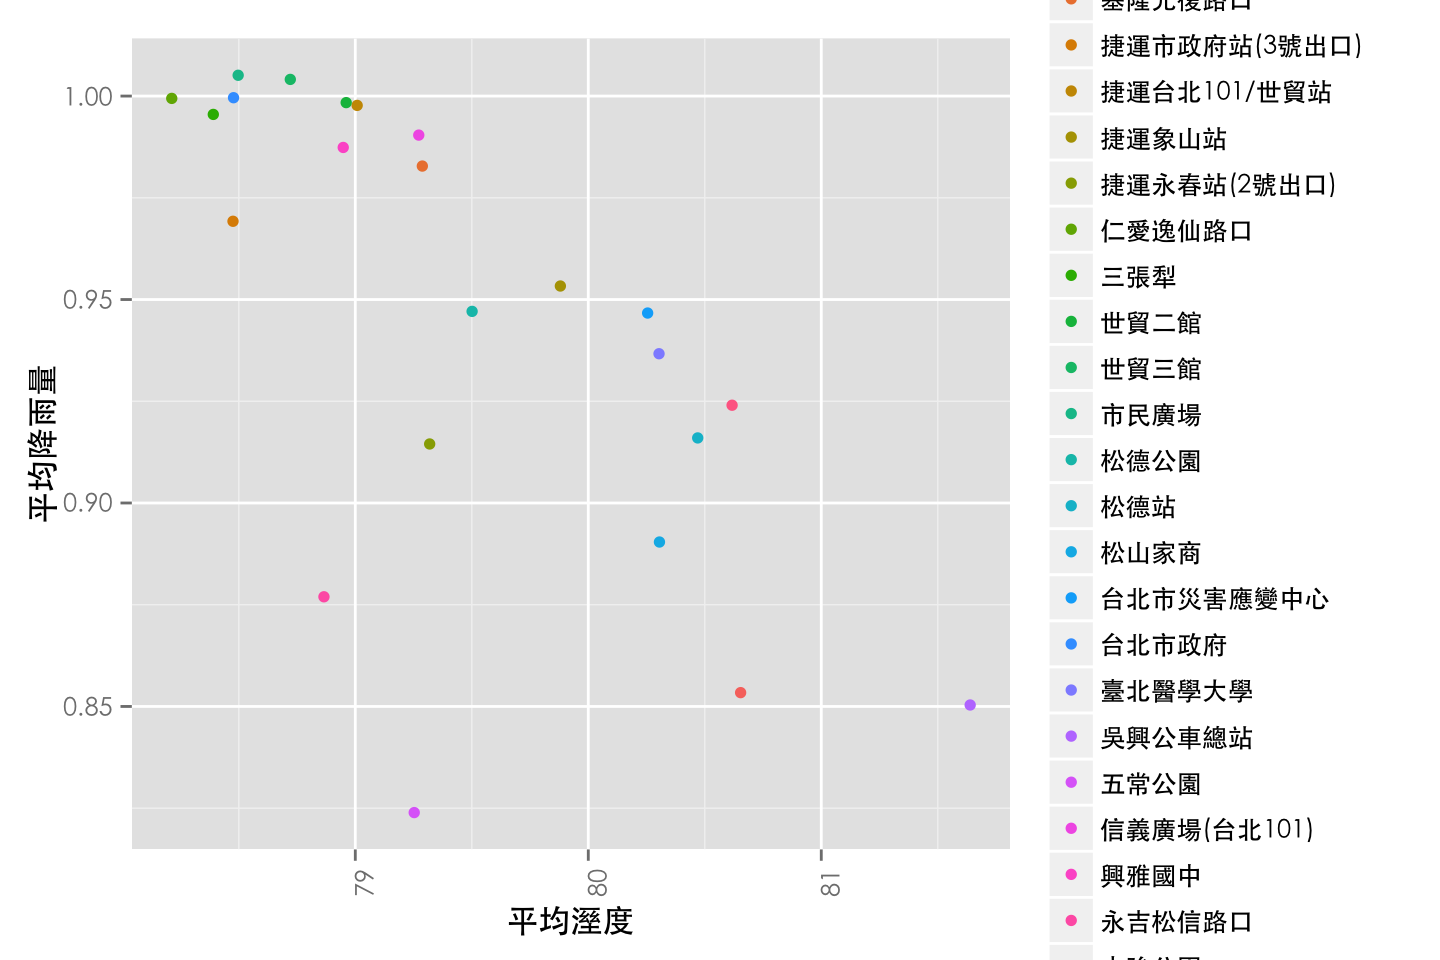 1.00
0.95
0.90
0.85
平均降雨量
79
80
81
平均溼度
基隆光復路口
捷運市政府站(3號出口)
捷運台北101/世貿站
捷運象山站
捷運永春站(2號出口)
仁愛逸仙路口
三張犁
世貿二館
世貿三館
市民廣場
松德公園
松德站
松山家商
台北市災害應變中心
台北市政府
臺北醫學大學
吳興公車總站
五常公園
信義廣場(台北101)
興雅國中
永吉松信路口